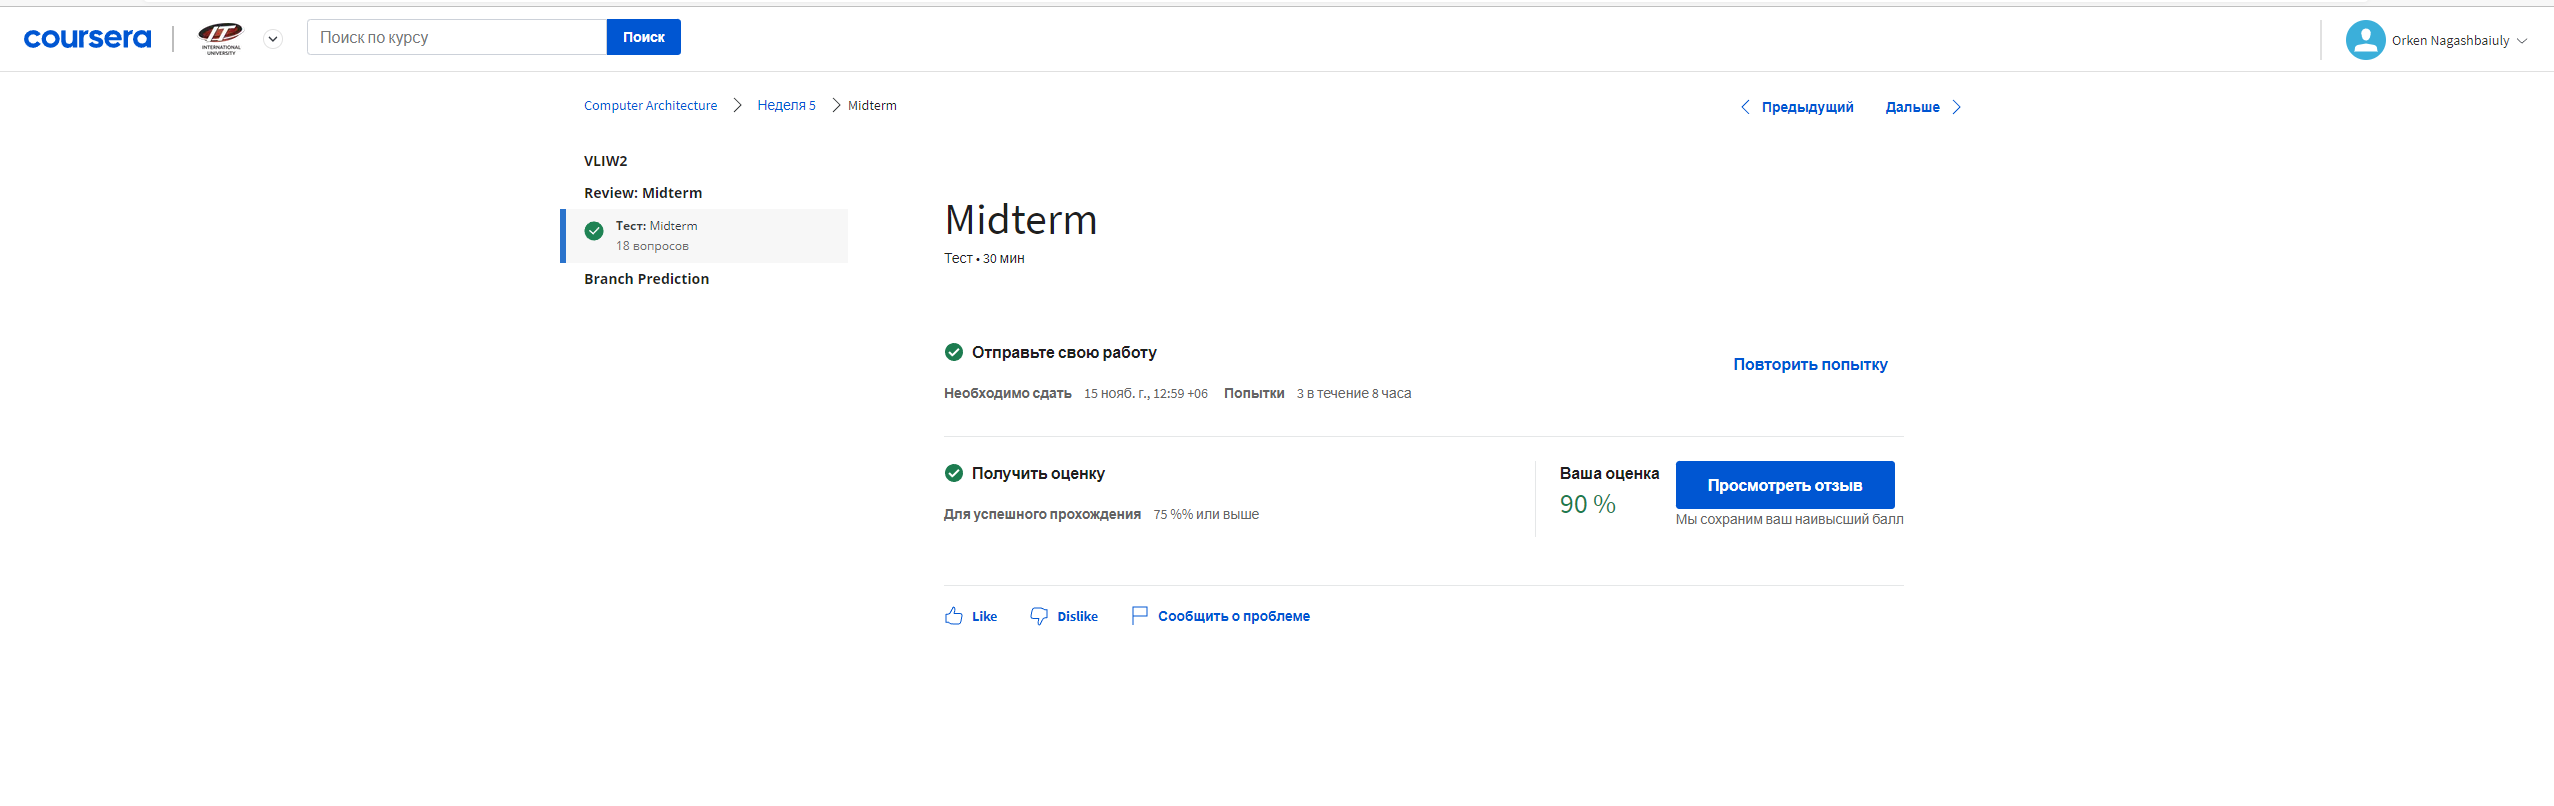 coursera
IT
INTERNATIONAL
UNIVERSITY
Поиск по курсу
Поиск
Orken Nagashbaiuly
Computer Architecture
Неделя 5
Midterm
Предыдущий
Дальше
VLIW2
Review: Midterm
Тест: Midterm
18 вопросов
Branch Prediction
Midterm
Тест • 30 мин
Отправьте свою работу
Повторить попытку
Необходимо сдать 15 нояб. г., 12:59 +06 Попытки 3 в течение 8 часа
Получить оценку
Для успешного прохождения 75 %% или выше
Ваша оценка
90 %
Просмотреть отзыв
Мы сохраним ваш наивысший балл
Like
Dislike
Сообщить о проблеме